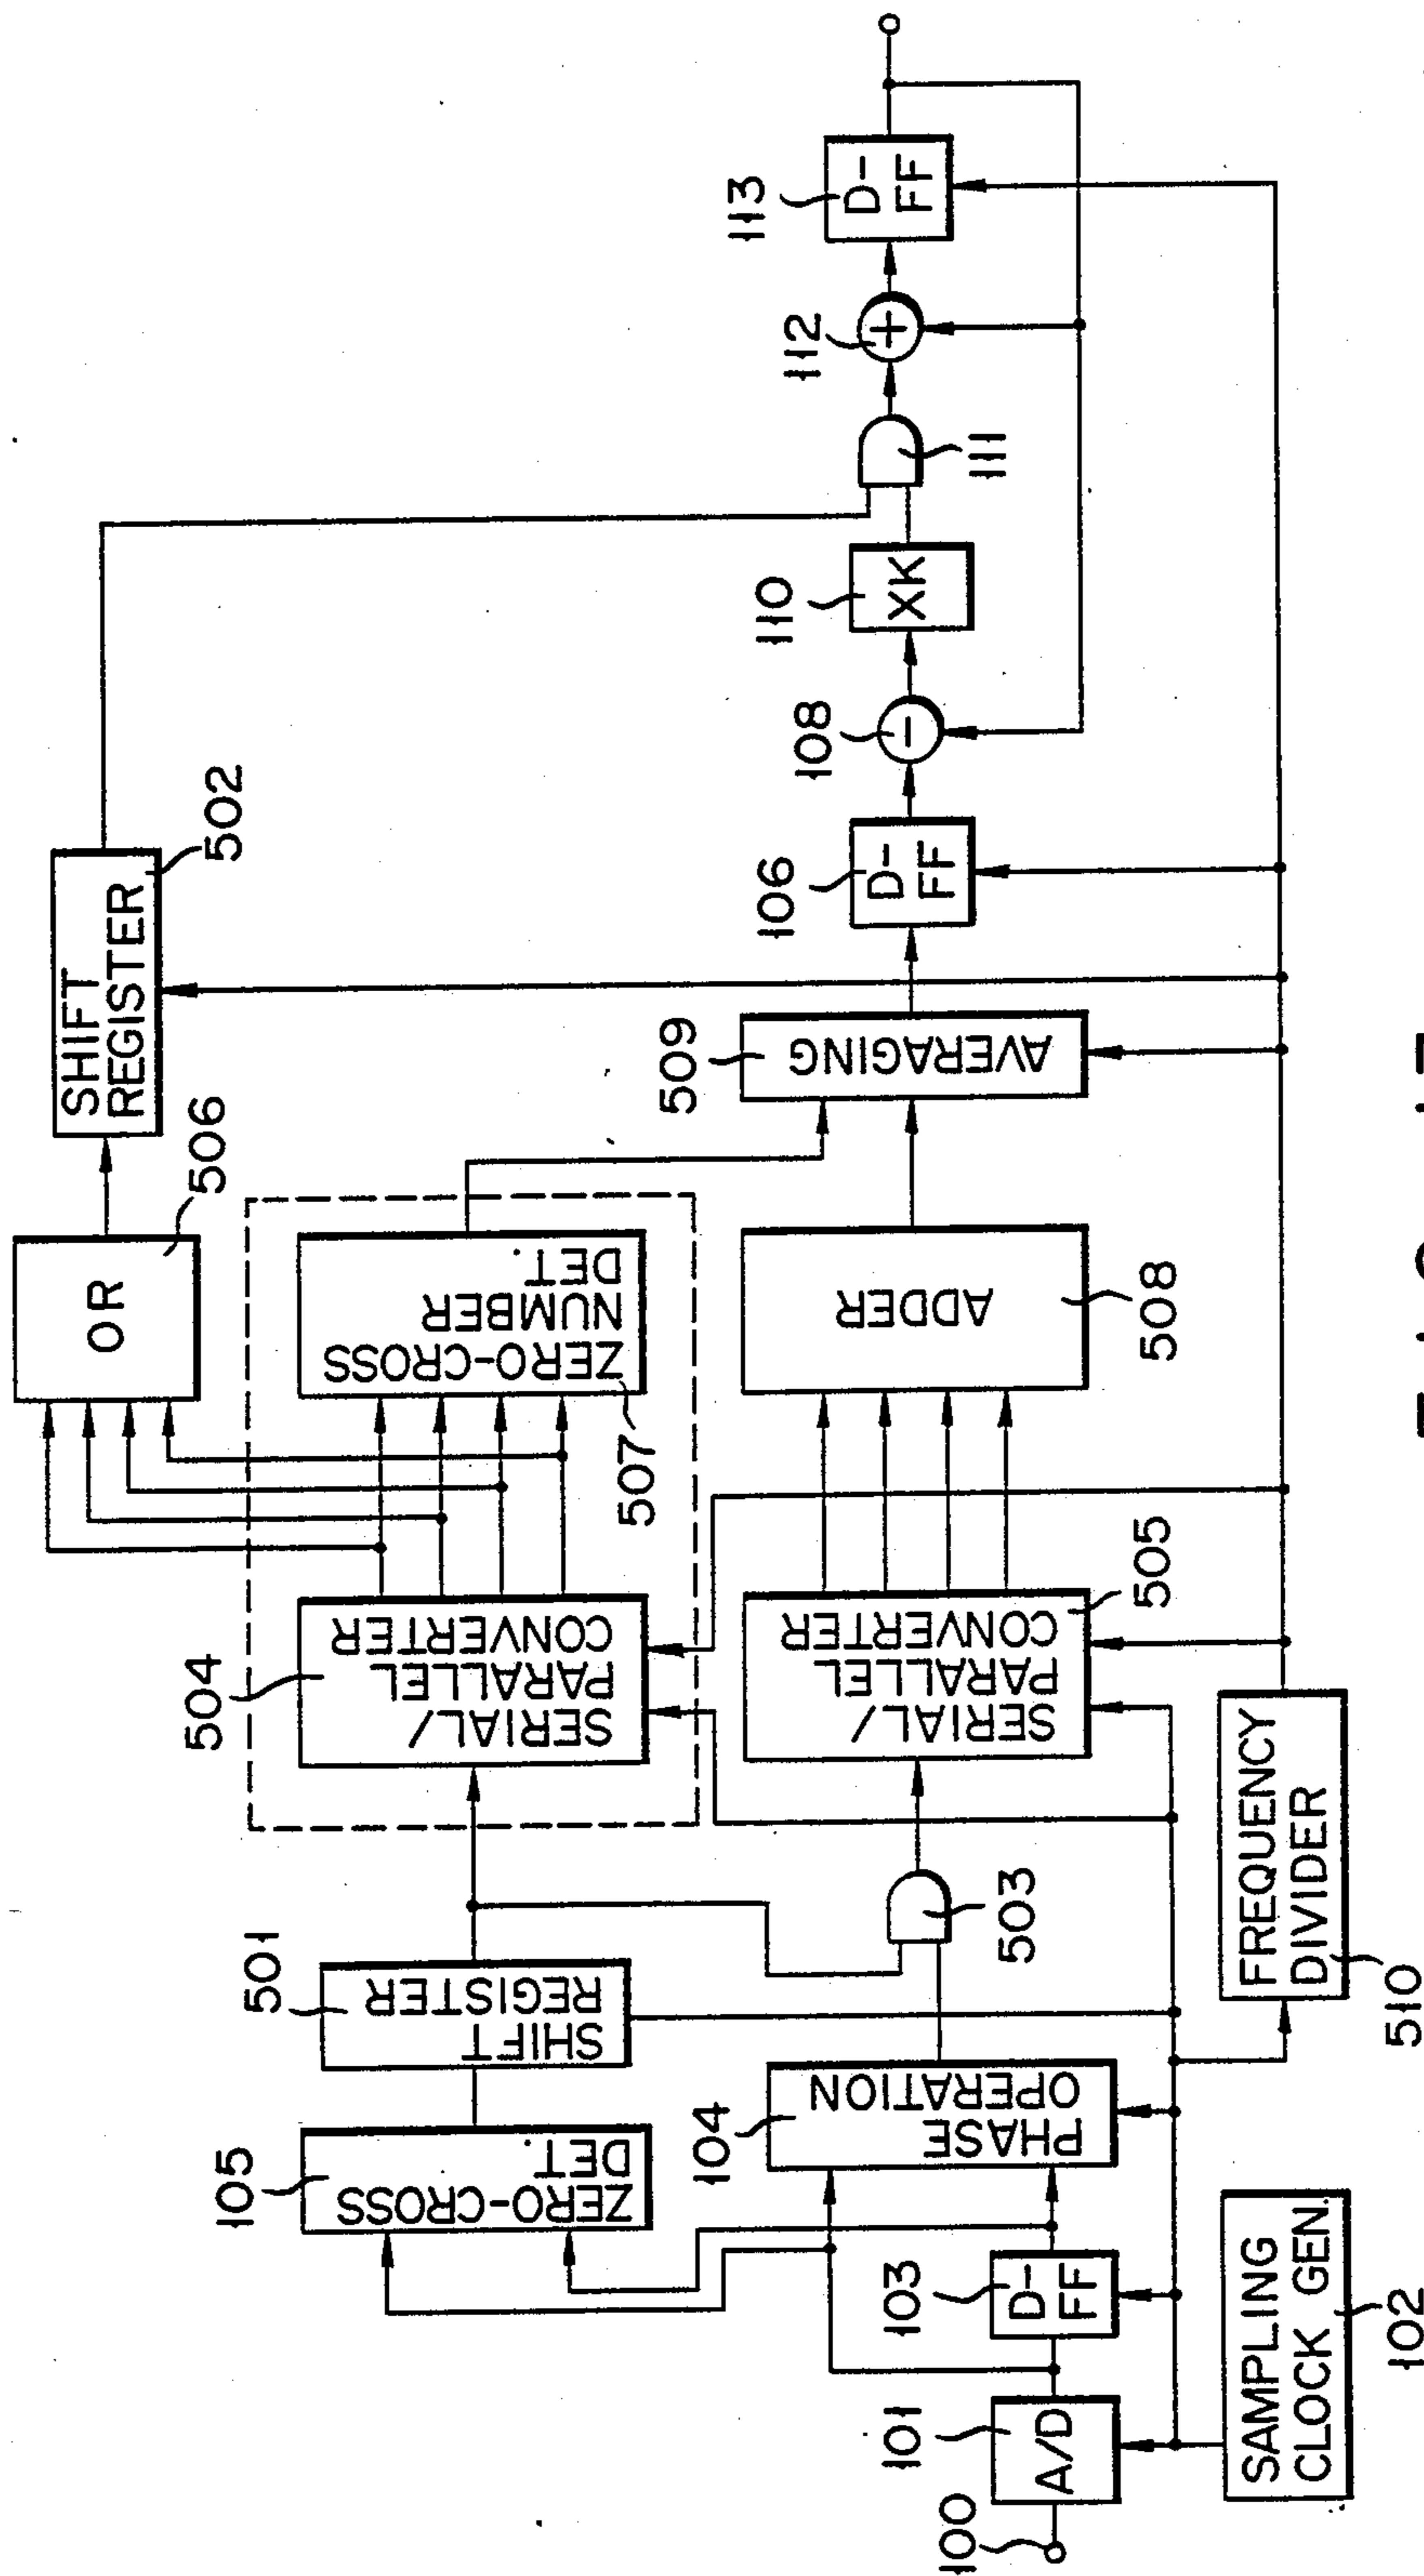 SHIFT
REGISTER
502
OR
506
ZERO-CROSS
NUMBER
DET.
507
SERIAL/
PARALLEL
CONVERTER
504
SHIFT
REGISTER
501
ZERO-CROSS
DET.
105
PHASE
OPERATION
104
503
SERIAL/
PARALLEL
CONVERTER
505
ADDER
508
AVERAGING
509
D-
FF
106
-
108
XK
110
111
+
112
D-
FF
113
100
A/D
101
D-
FF
103
SAMPLING
CLOCK GEN.
102
FREQUENCY
DIVIDER
510